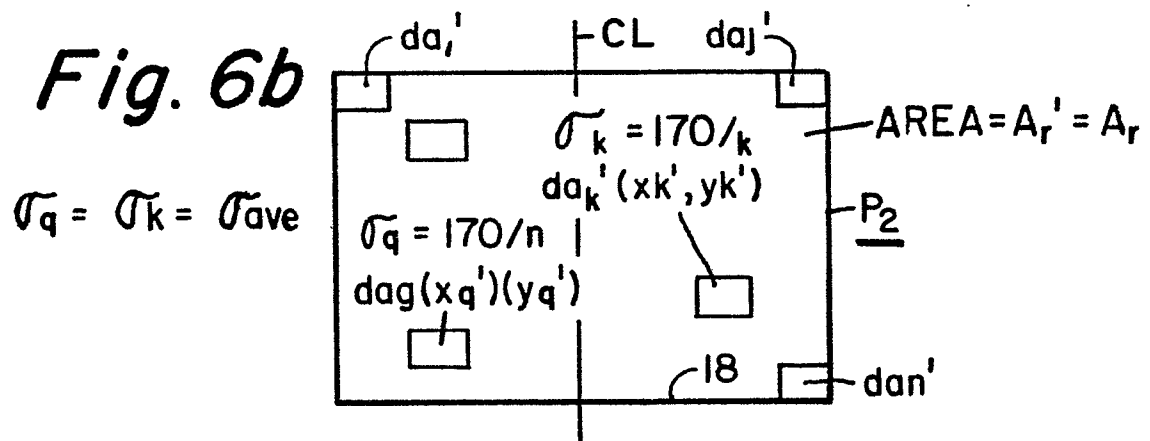 Fig. 6b
da₁'
CL
daj'
σk = 170/k
AREA = Ar' = Ar
dak'(xk', yk')
σq = σk = σave
P2
σq = 170/n
dag(xq')(yq')
18
dan'